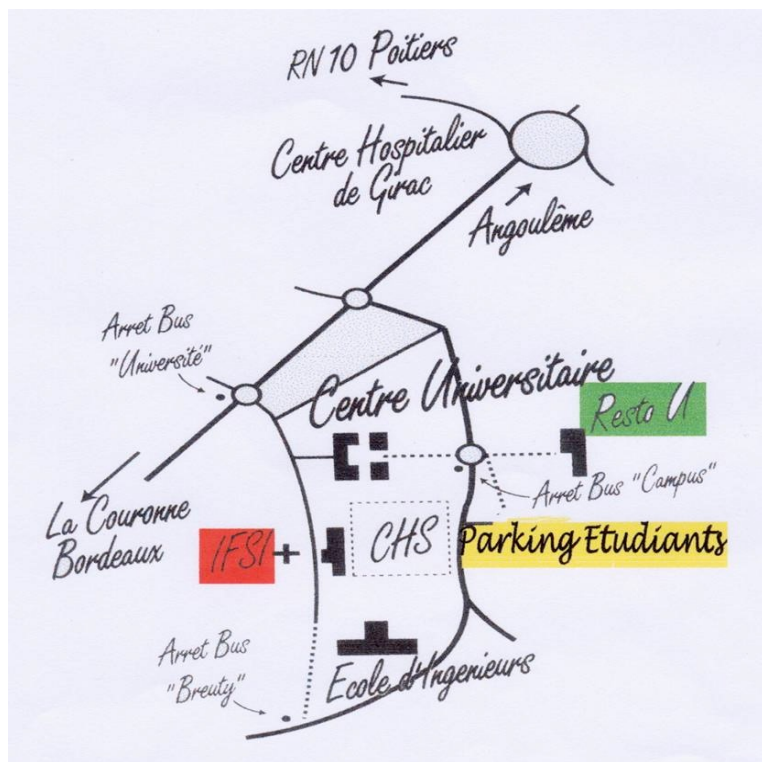 RN 10 Poitiers
Centre Hospitalier
de Girac
Angoulême
Arret Bus
"Université"
Centre Universitaire
Resto U
Arret Bus "Campus"
La Couronne
Bordeaux
IFSI
CHS
Parking Etudiants
Arret Bus
"Breuty"
Ecole d'Ingenieurs